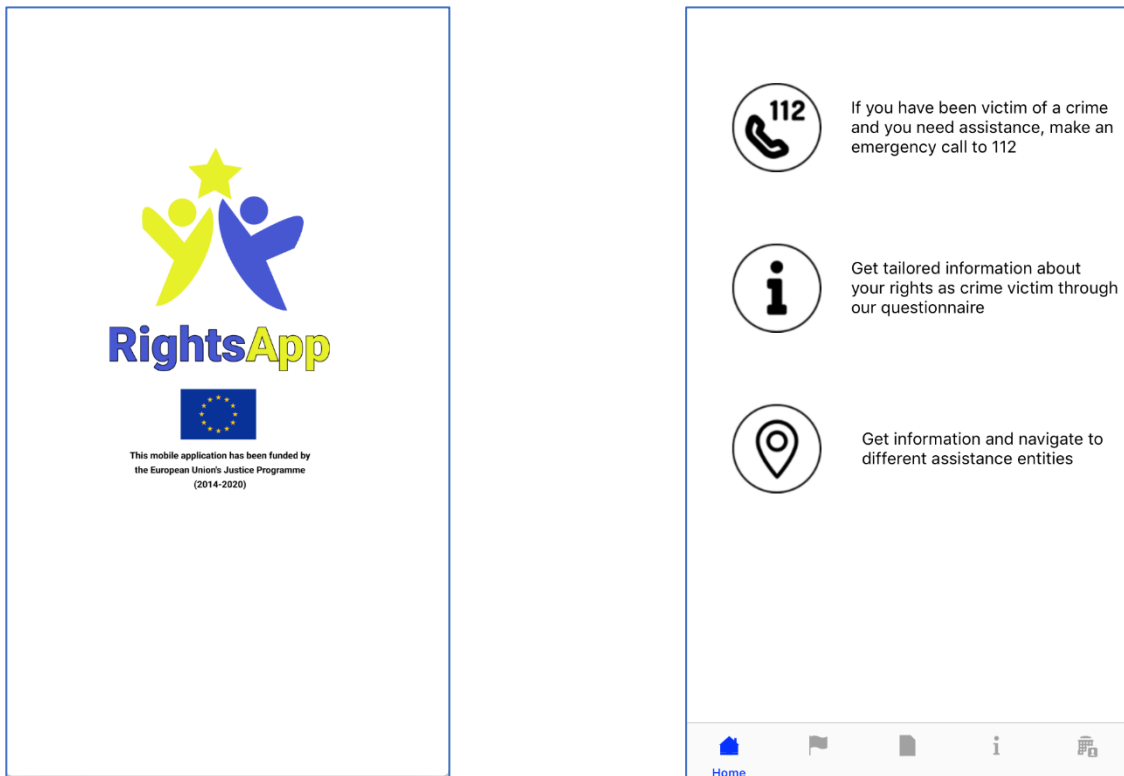 RightsApp
This mobile application has been funded by
the European Union's Justice Programme
(2014-2020)
112
If you have been victim of a crime
and you need assistance, make an
emergency call to 112
i
Get tailored information about
your rights as crime victim through
our questionnaire
Get information and navigate to
different assistance entities
i
Home